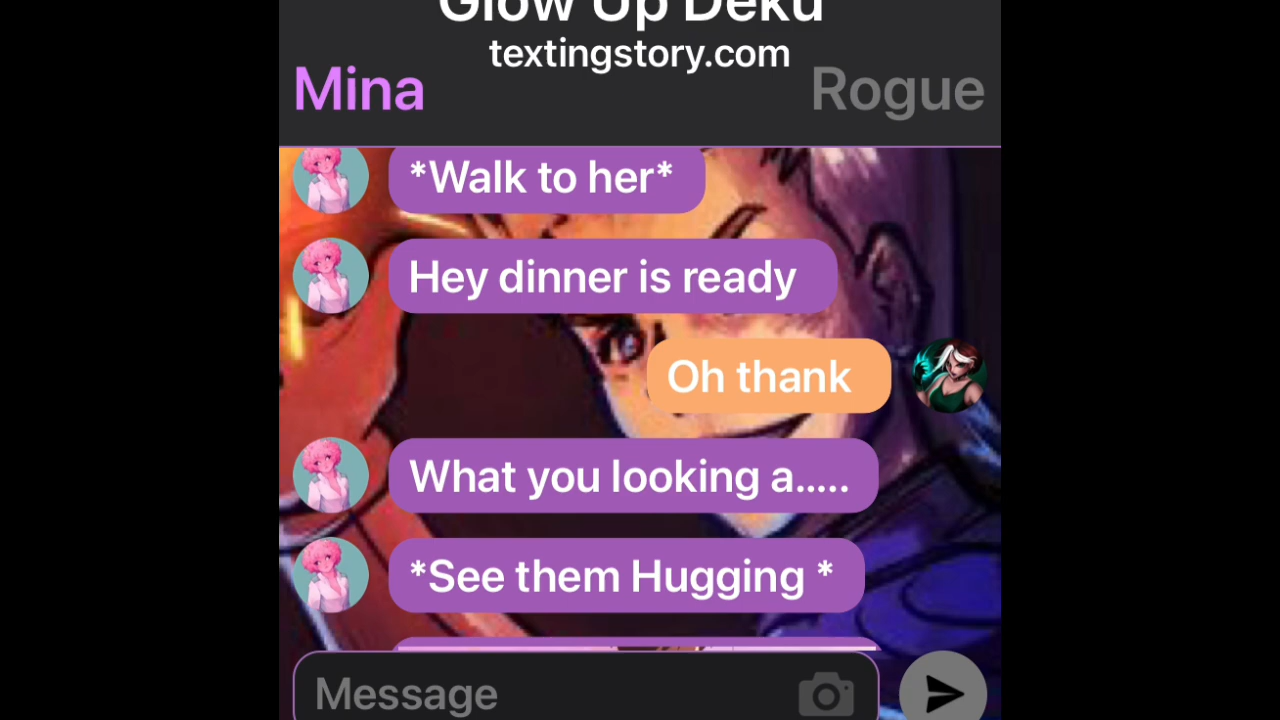 Glow Up Deku
textingstory.com
Mina
Rogue
*Walk to her*
Hey dinner is ready
Oh thank
What you looking a.....
*See them Hugging *
Message